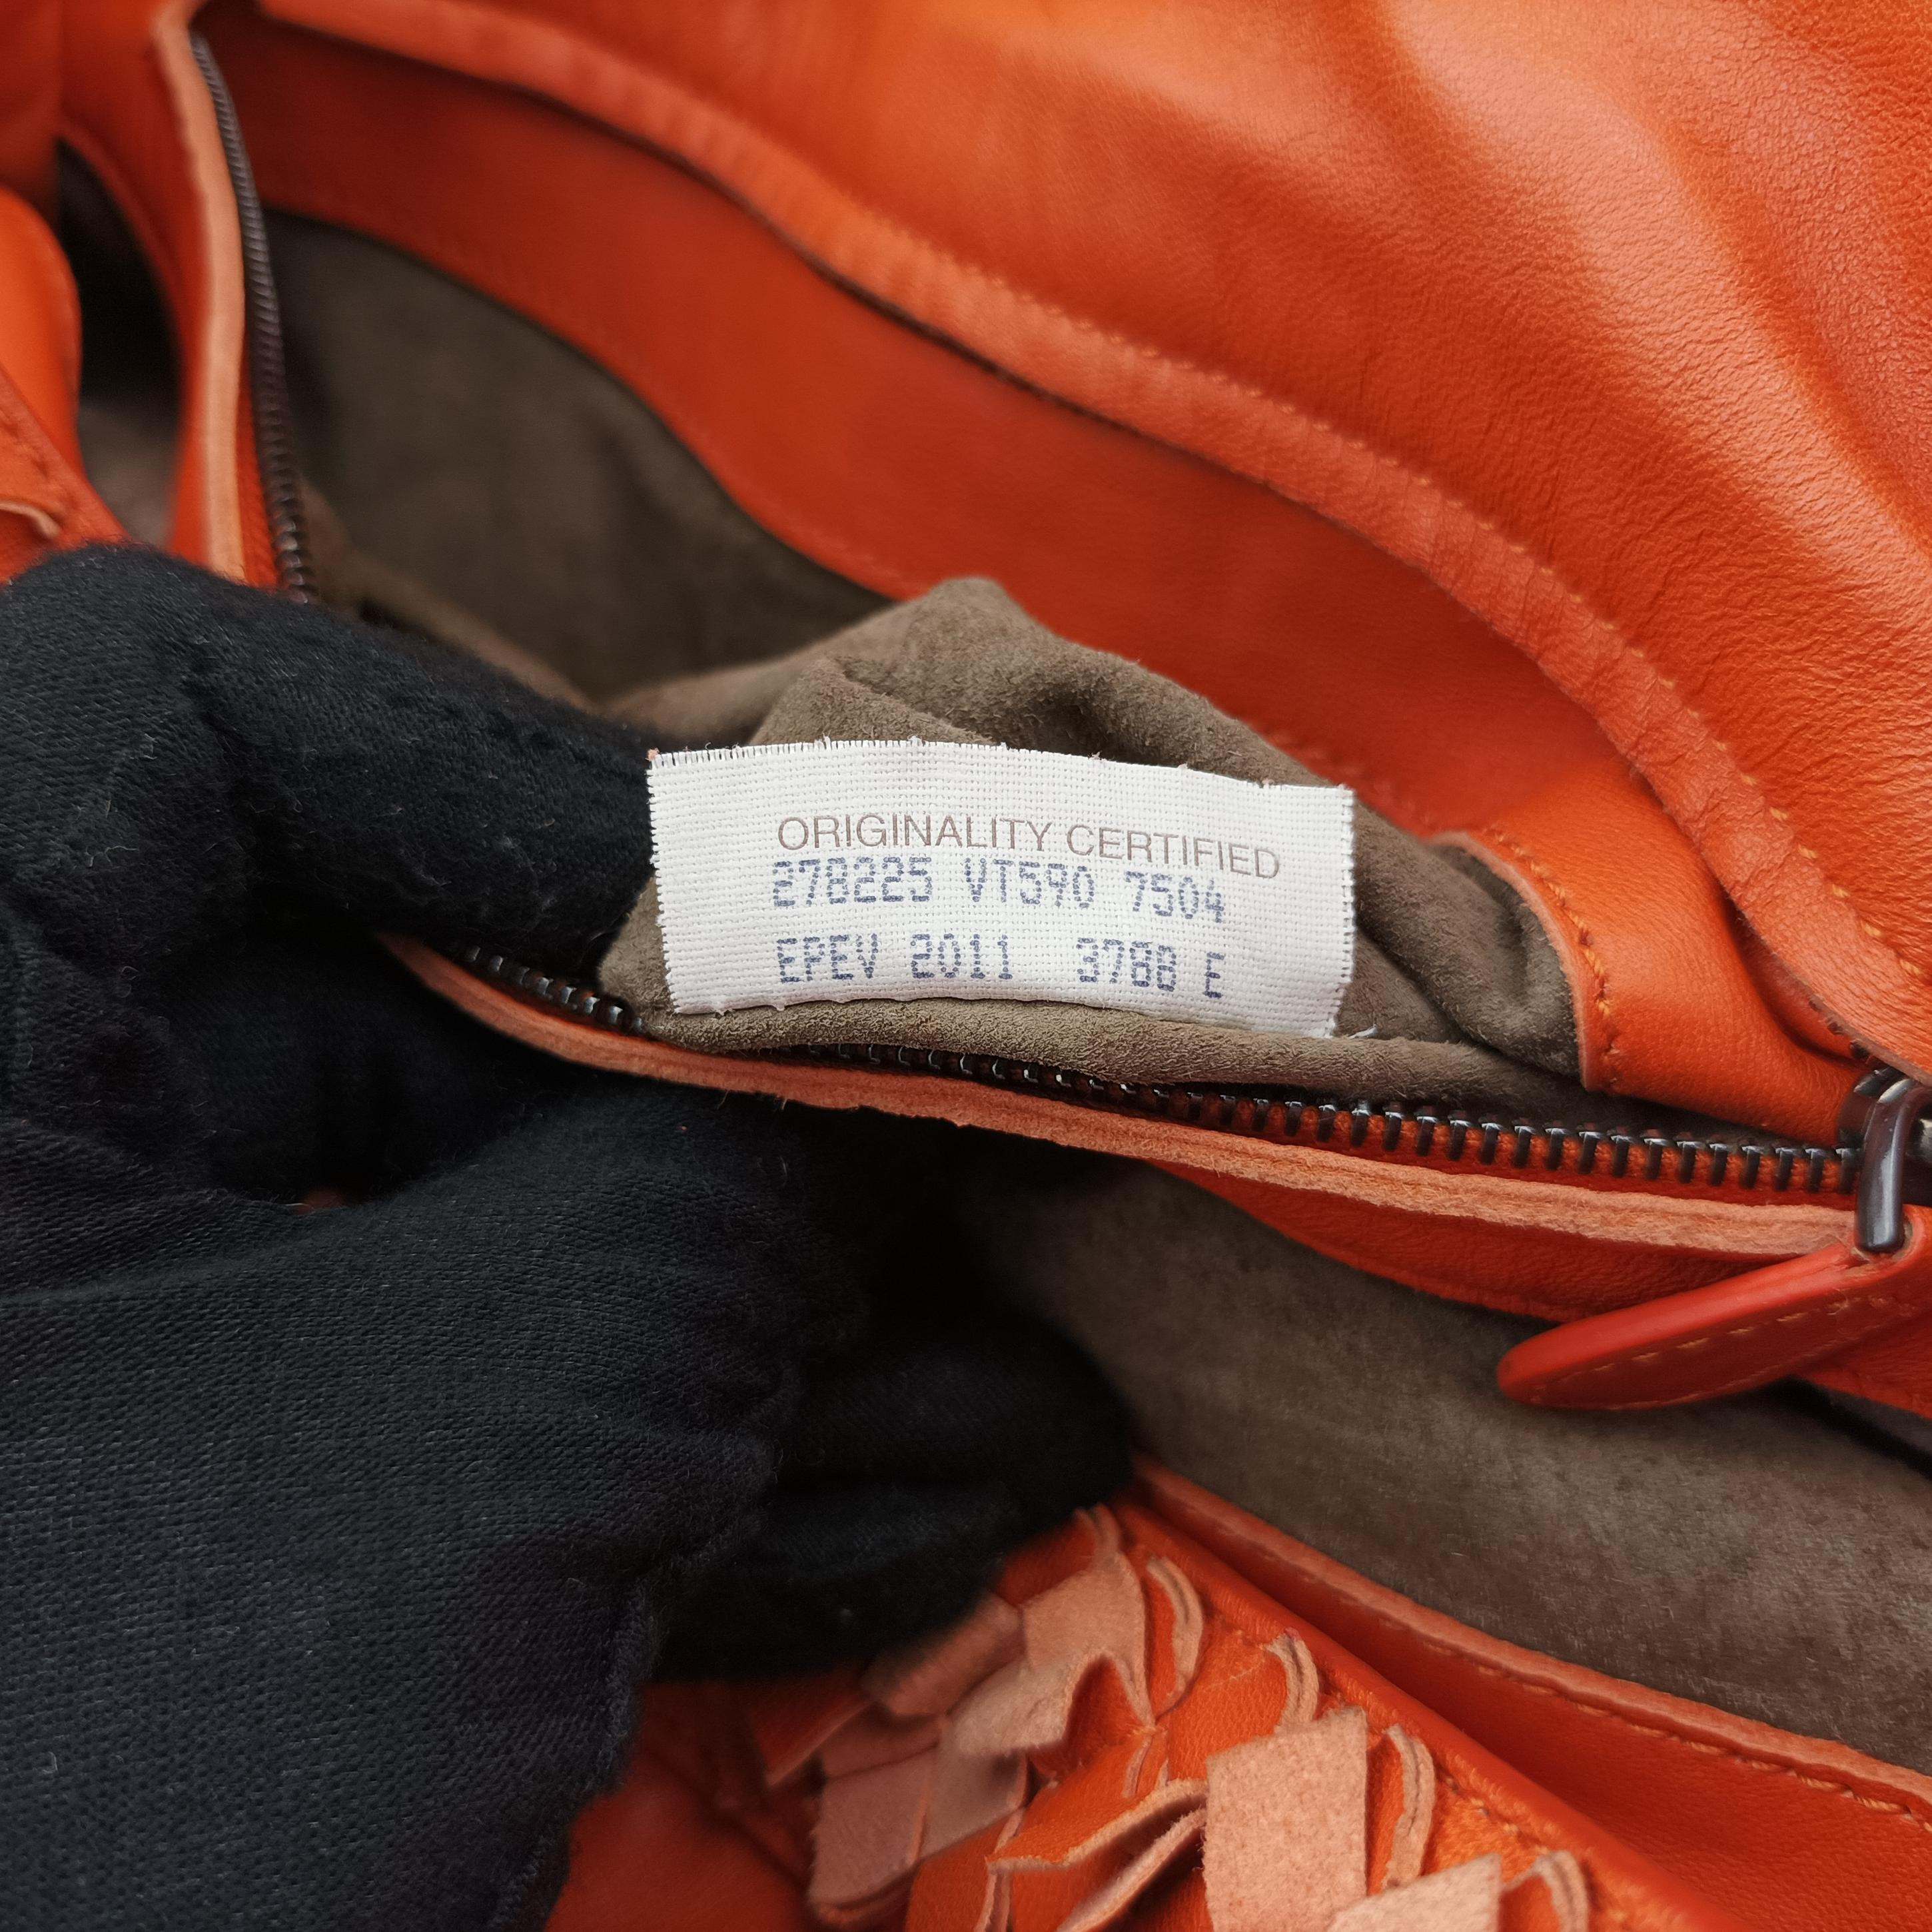 ORIGINALITY CERTIFIED
278225 VT590 7504
EPEV 2011 3788 E